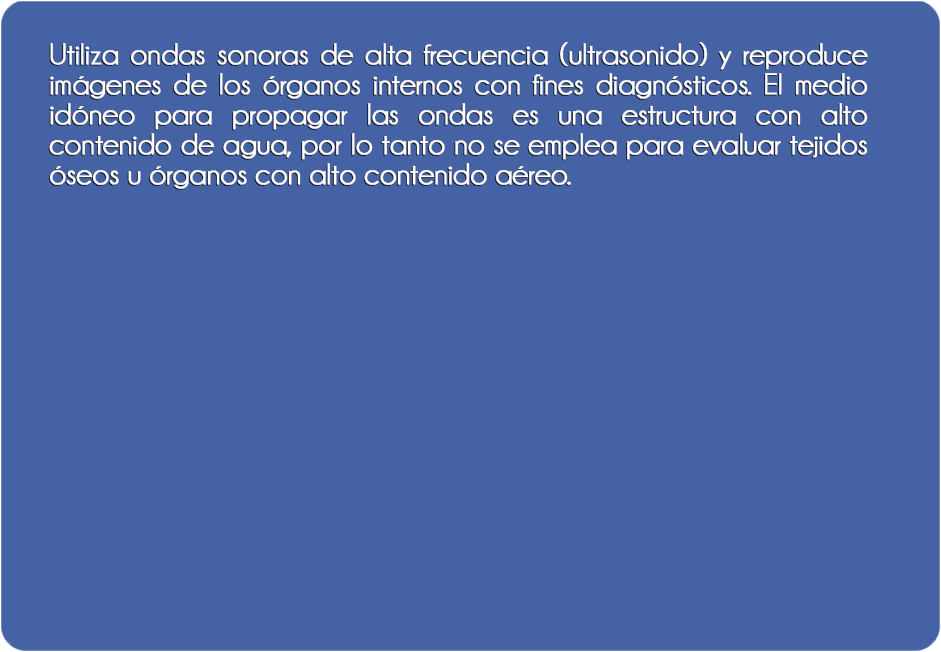 Utiliza ondas sonoras de alta frecuencia (ultrasonido) y reproduce
imágenes de los órganos internos con fines diagnósticos. El medio
idóneo para propagar las ondas es una estructura con alto
contenido de agua, por lo tanto no se emplea para evaluar tejidos
óseos u órganos con alto contenido aéreo.